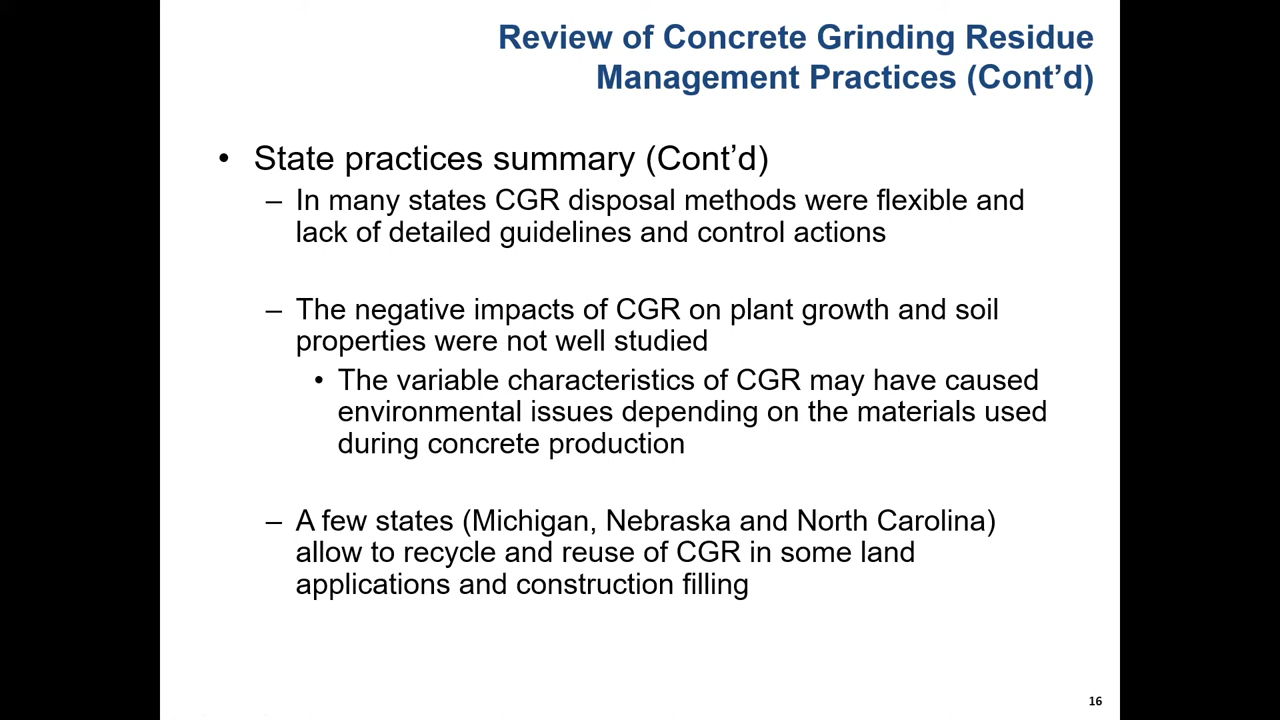 Review of Concrete Grinding Residue
Management Practices (Cont’d)
• State practices summary (Cont’d)
– In many states CGR disposal methods were flexible and
lack of detailed guidelines and control actions
– The negative impacts of CGR on plant growth and soil
properties were not well studied
• The variable characteristics of CGR may have caused
environmental issues depending on the materials used
during concrete production
– A few states (Michigan, Nebraska and North Carolina)
allow to recycle and reuse of CGR in some land
applications and construction filling
16